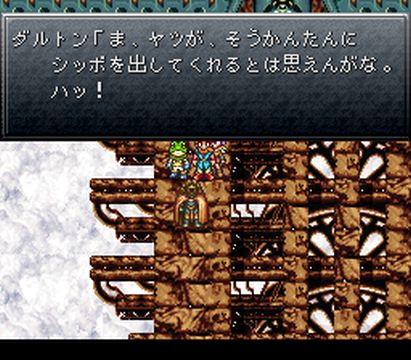 ダルトン「ま、ヤツが、そうかんたんに
シッポを出してくれるとは思えんがな。
ハッ！